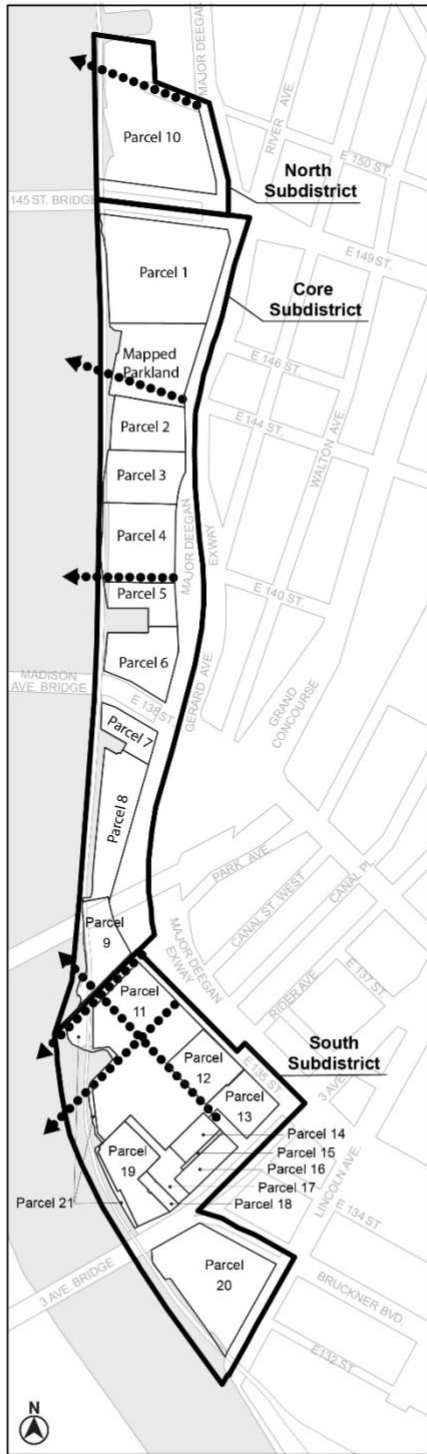 MAJOR DEEGAN
RIVER AVE.
Parcel 10
E 150 ST.
North
Subdistrict
145 ST. BRIDGE
E 149 ST.
Parcel 1
Core
Subdistrict
Mapped
Parkland
E 146 ST.
Parcel 2
E 144 ST.
WALTON AVE.
Parcel 3
Parcel 4
MAJOR DEEGAN
EXWAY
Parcel 5
E 140 ST.
Parcel 6
MADISON
AVE. BRIDGE
E 138 ST.
GERARD AVE.
GRAND
CONCOURSE
Parcel 7
Parcel 8
PARK AVE.
CANAL ST. WEST
CANAL PL.
Parcel
9
MAJOR DEEGAN
EXWAY
RIDER AVE
E 137 ST.
Parcel
11
South
Subdistrict
Parcel
12
E 135 ST.
3 AVE.
Parcel
13
Parcel 14
Parcel 15
Parcel
19
Parcel 16
Parcel 17
Parcel 18
LINCOLN AVE.
E 134 ST.
Parcel 21
Parcel
20
3 AVE. BRIDGE
BRUCKNER BVD.
E132 ST.
N